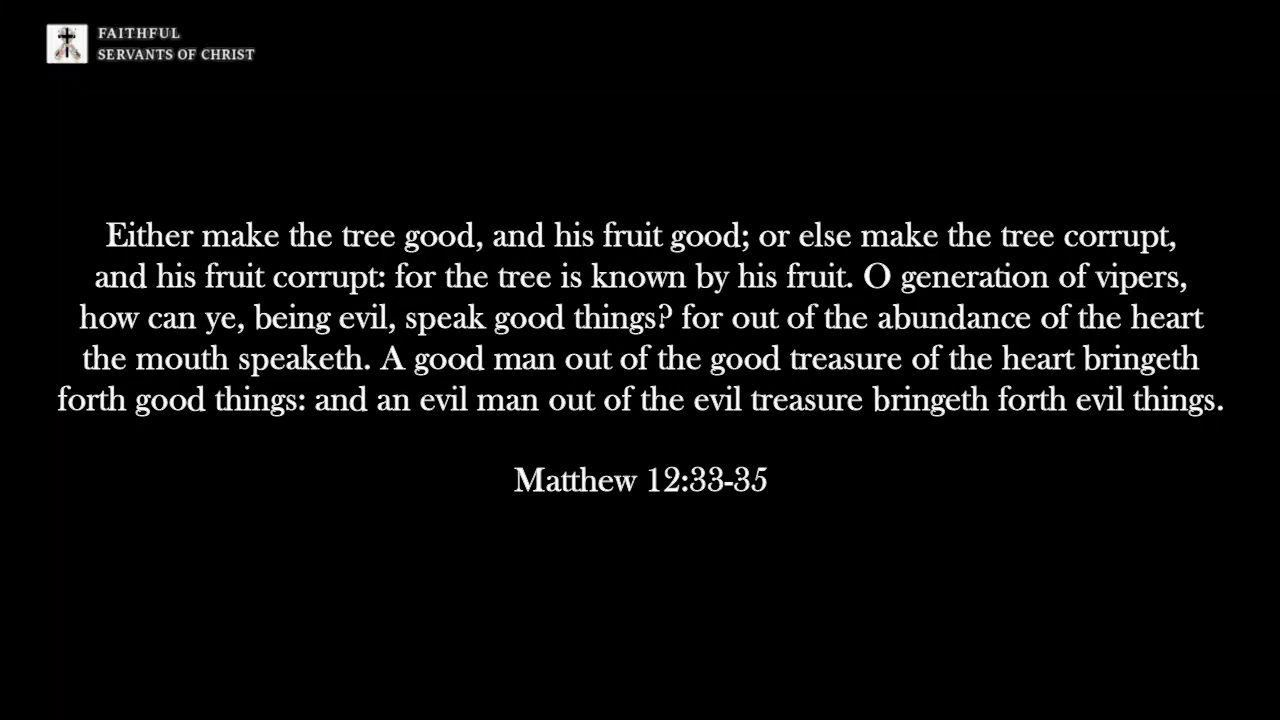 FAITHFUL
SERVANTS OF CHRIST
Either make the tree good, and his fruit good; or else make the tree corrupt,
and his fruit corrupt: for the tree is known by his fruit. O generation of vipers,
how can ye, being evil, speak good things? for out of the abundance of the heart
the mouth speaketh. A good man out of the good treasure of the heart bringeth
forth good things: and an evil man out of the evil treasure bringeth forth evil things.
Matthew 12:33-35